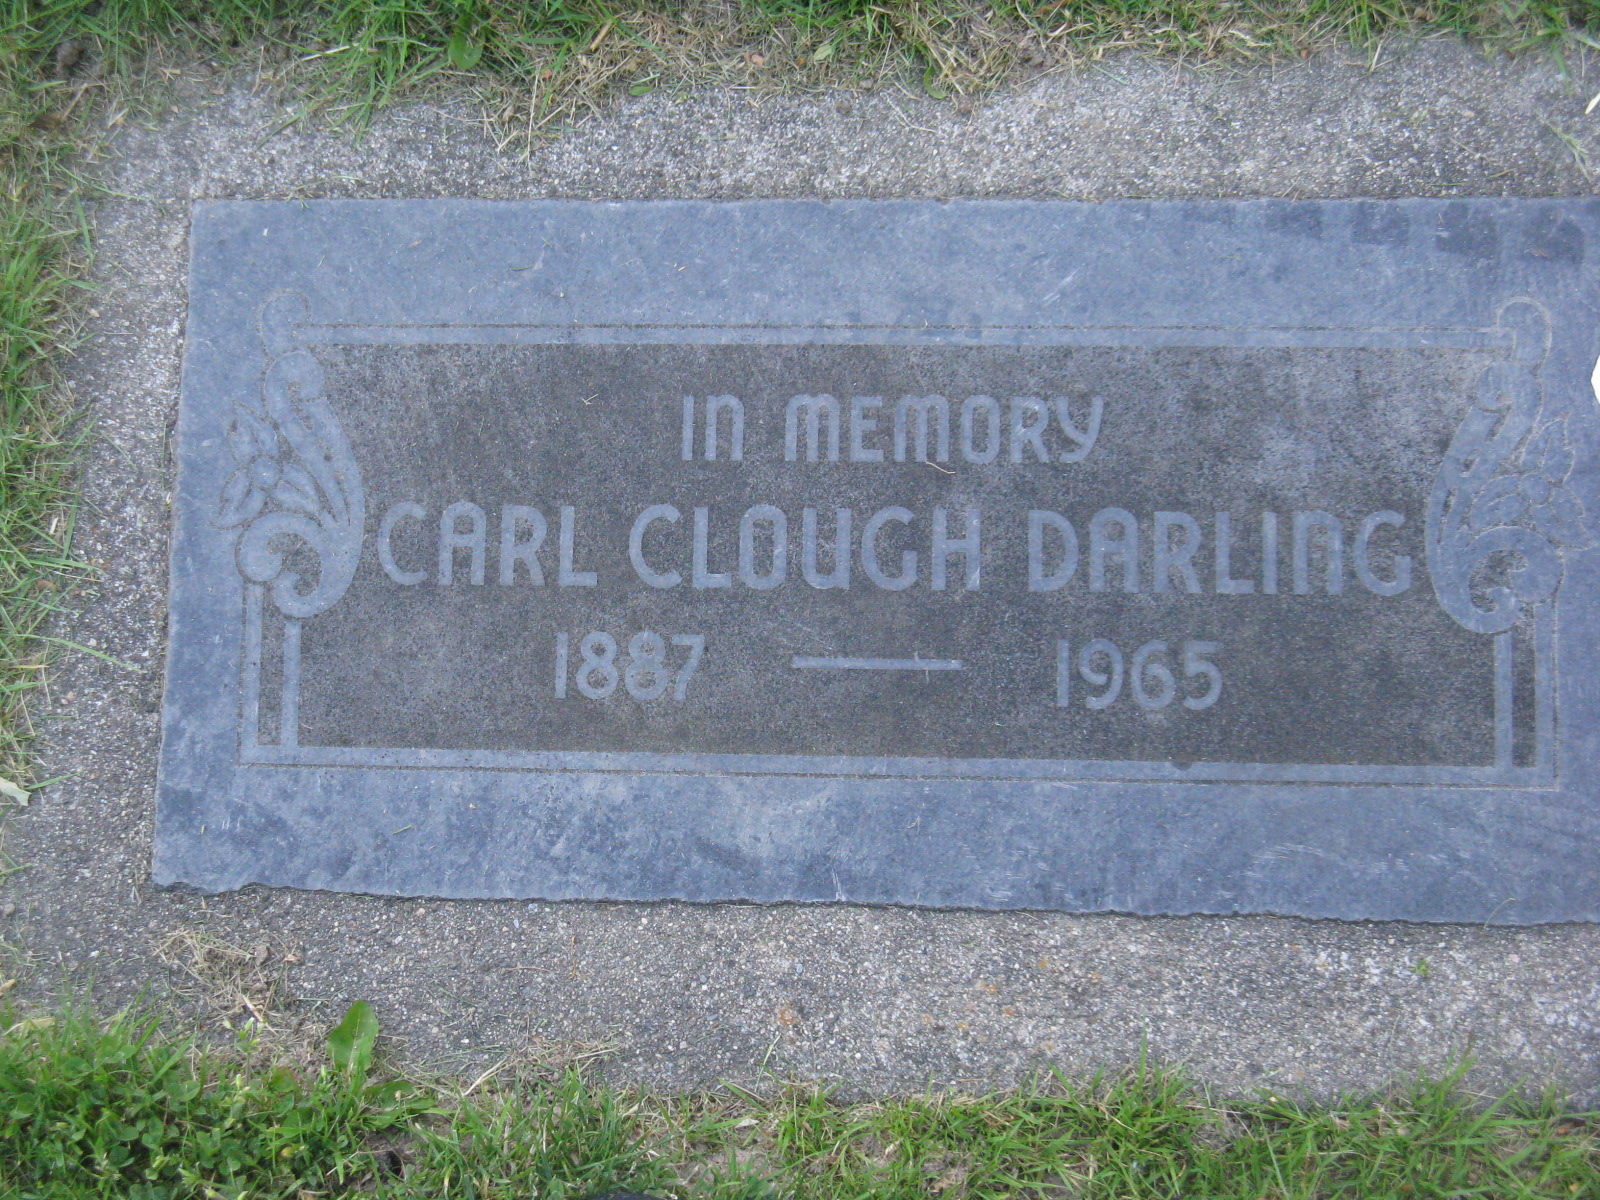 IN MEMORY
CARL CLOUGH DARLING
1887 — 1965